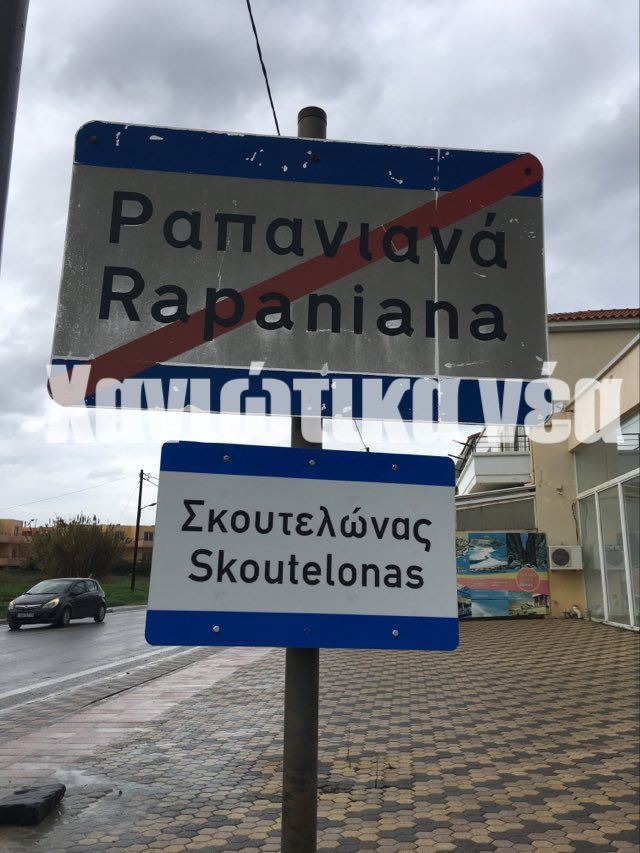 Ραπανιανά
Rapaniana
Χανιώτικα νέα
Σκουτελώνας
Skoutelonas